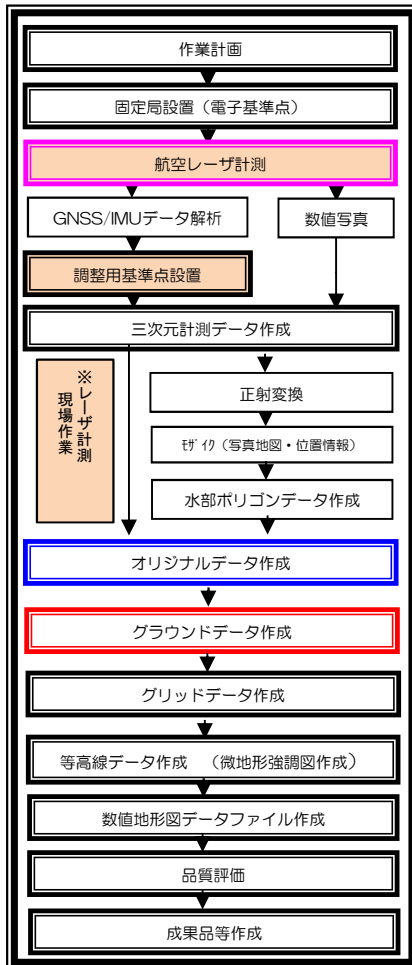 作業計画
固定局設置（電子基準点）
航空レーザ計測
GNSS/IMUデータ解析
数値写真
調整用基準点設置
三次元計測データ作成
※レーザ計測
現場作業
正射変換
ﾓｻﾞｲｸ（写真地図・位置情報）
水部ポリゴンデータ作成
オリジナルデータ作成
グラウンドデータ作成
グリッドデータ作成
等高線データ作成　（微地形強調図作成）
数値地形図データファイル作成
品質評価
成果品等作成